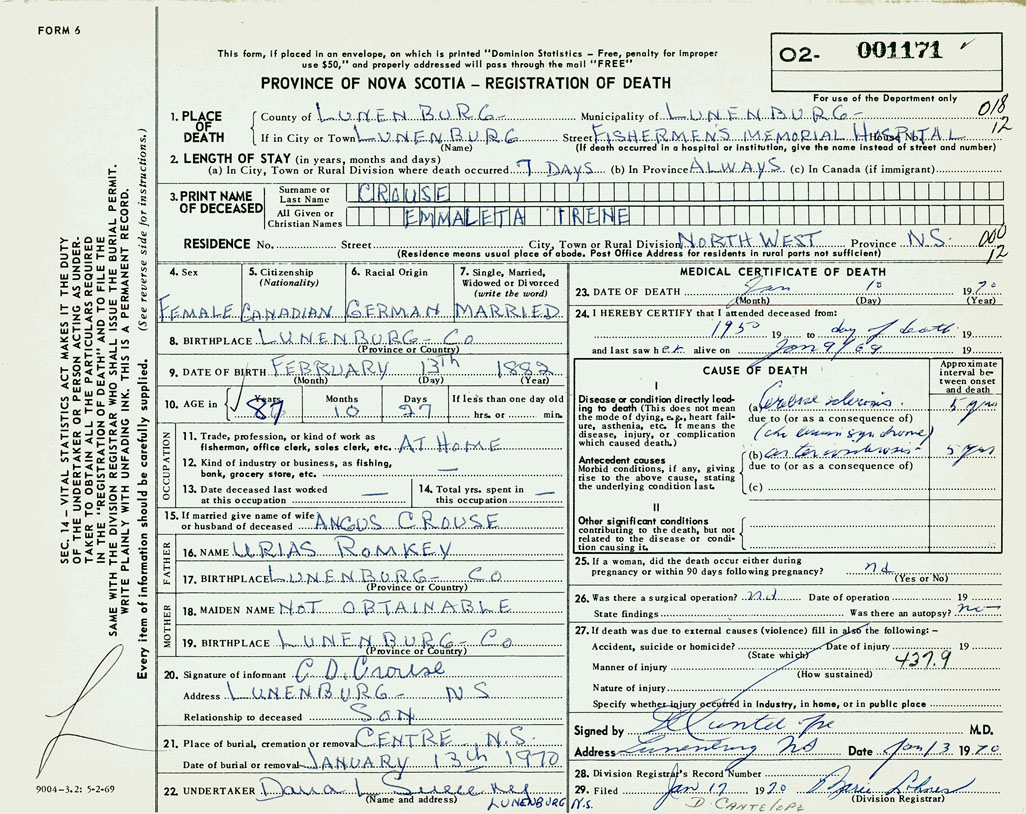 FORM 6
This form, if placed in an envelope, on which is printed "Dominion Statistics – Free, penalty for improper
use $50," and properly addressed will pass through the mail "FREE"
PROVINCE OF NOVA SCOTIA – REGISTRATION OF DEATH
02- 001171
For use of the Department only
018
12
SEC. 14 – VITAL STATISTICS ACT MAKES IT THE DUTY
OF THE UNDERTAKER OR PERSON ACTING AS UNDER-
TAKER TO OBTAIN ALL THE PARTICULARS REQUIRED
IN THE "REGISTRATION OF DEATH" AND TO FILE THE
SAME WITH THE DIVISION REGISTRAR WHO SHALL ISSUE THE BURIAL PERMIT.
WRITE PLAINLY WITH UNFADING INK. THIS IS A PERMANENT RECORD.
Every item of information should be carefully supplied. (See reverse side for instructions.)
1. PLACE OF DEATH
County of LUNENBURG Municipality of LUNENBURG
If in City or Town LUNENBURG Street FISHERMEN'S MEMORIAL HOSPITAL House No.
(Name) (If death occurred in a hospital or institution, give the name instead of street and number)
2. LENGTH OF STAY (in years, months and days)
(a) In City, Town or Rural Division where death occurred 7 DAYS (b) In Province ALWAYS (c) In Canada (if immigrant)
3. PRINT NAME OF DECEASED
Surname or Last Name CROUSE
All Given or Christian Names EMMALETA IRENE
RESIDENCE No. Street City, Town or Rural Division NORTH WEST Province N.S.
000
12
(Residence means usual place of abode. Post Office Address for residents in rural parts not sufficient)
4. Sex
FEMALE
5. Citizenship (Nationality)
CANADIAN
6. Racial Origin
GERMAN
7. Single, Married, Widowed or Divorced (write the word)
MARRIED
8. BIRTHPLACE LUNENBURG Co
(Province or Country)
9. DATE OF BIRTH FEBRUARY 13th 1882
(Month) (Day) (Year)
10. AGE in Years 87 Months 10 Days 27 If less than one day old hrs. or min.
OCCUPATION
11. Trade, profession, or kind of work as
fisherman, office clerk, sales clerk, etc. AT HOME
12. Kind of industry or business, as fishing,
bank, grocery store, etc. —
13. Date deceased last worked
at this occupation —
14. Total yrs. spent in
this occupation —
15. If married give name of wife
or husband of deceased ANGUS CROUSE
FATHER
16. NAME URIAS ROMKEY
17. BIRTHPLACE LUNENBURG Co
(Province or Country)
MOTHER
18. MAIDEN NAME NOT OBTAINABLE
19. BIRTHPLACE LUNENBURG Co
(Province or Country)
20. Signature of informant C. D. Crouse
Address LUNENBURG NS
Relationship to deceased SON
21. Place of burial, cremation or removal CENTRE N.S.
Date of burial or removal JANUARY 13th 1970
22. UNDERTAKER Dana L
(Name and address) LUNENBURG N.S.
9004-3.2: 5-2-69
MEDICAL CERTIFICATE OF DEATH
23. DATE OF DEATH Jan 10 1970
(Month) (Day) (Year)
24. I HEREBY CERTIFY that I attended deceased from:
1950 19 to day of death 19
and last saw her alive on Jan 9/69 19
CAUSE OF DEATH
Approximate interval between onset and death
I
Disease or condition directly lead-
ing to death (This does not mean
the mode of dying, e.g., heart fail-
ure, asthenia, etc. It means the
disease, injury, or complication
which caused death.)
(a) sclerosis 5 yrs
due to (or as a consequence of)
syndrome)
Antecedent causes
Morbid conditions, if any, giving
rise to the above cause, stating
the underlying condition last.
(b) 5 yrs
due to (or as a consequence of)
(c)
II
Other significant conditions
contributing to the death, but not
related to the disease or condi-
tion causing it.
25. If a woman, did the death occur either during
pregnancy or within 90 days following pregnancy? no
(Yes or No)
26. Was there a surgical operation? no Date of operation 19
State findings Was there an autopsy? no
27. If death was due to external causes (violence) fill in also the following: –
Accident, suicide or homicide? Date of injury 19
(State which)
437.9
Manner of injury
(How sustained)
Nature of injury
Specify whether injury occurred in Industry, in home, or in public place
Signed by D Cantelope M.D.
Address Lunenburg NS Date Jan 13 1970
28. Division Registrar's Record Number
29. Filed Jan 17 1970 Marie
(Division Registrar)
D. CANTELOPE